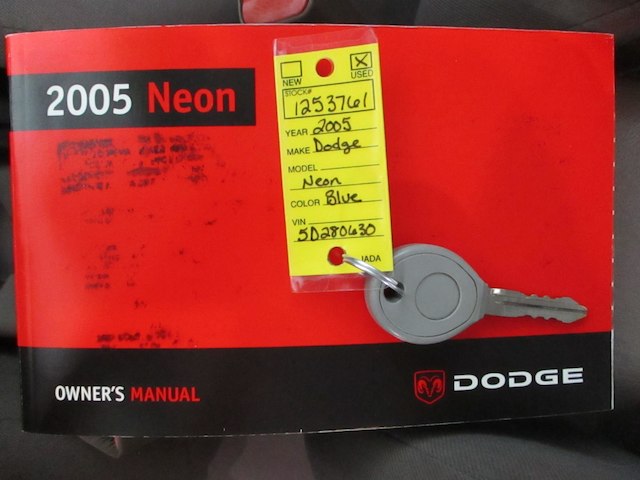 2005 Neon
NEW
USED
STOCK#
1253761
YEAR 2005
MAKE Dodge
MODEL
Neon
COLOR Blue
VIN
5D280630
IADA
OWNER'S MANUAL
DODGE